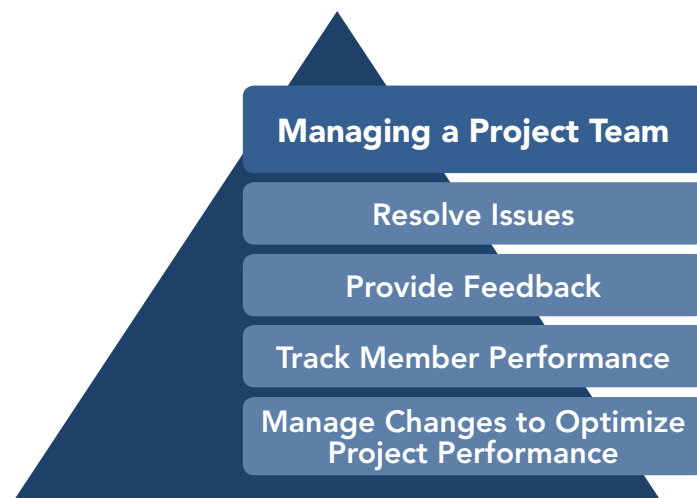 Managing a Project Team
Resolve Issues
Provide Feedback
Track Member Performance
Manage Changes to Optimize
Project Performance